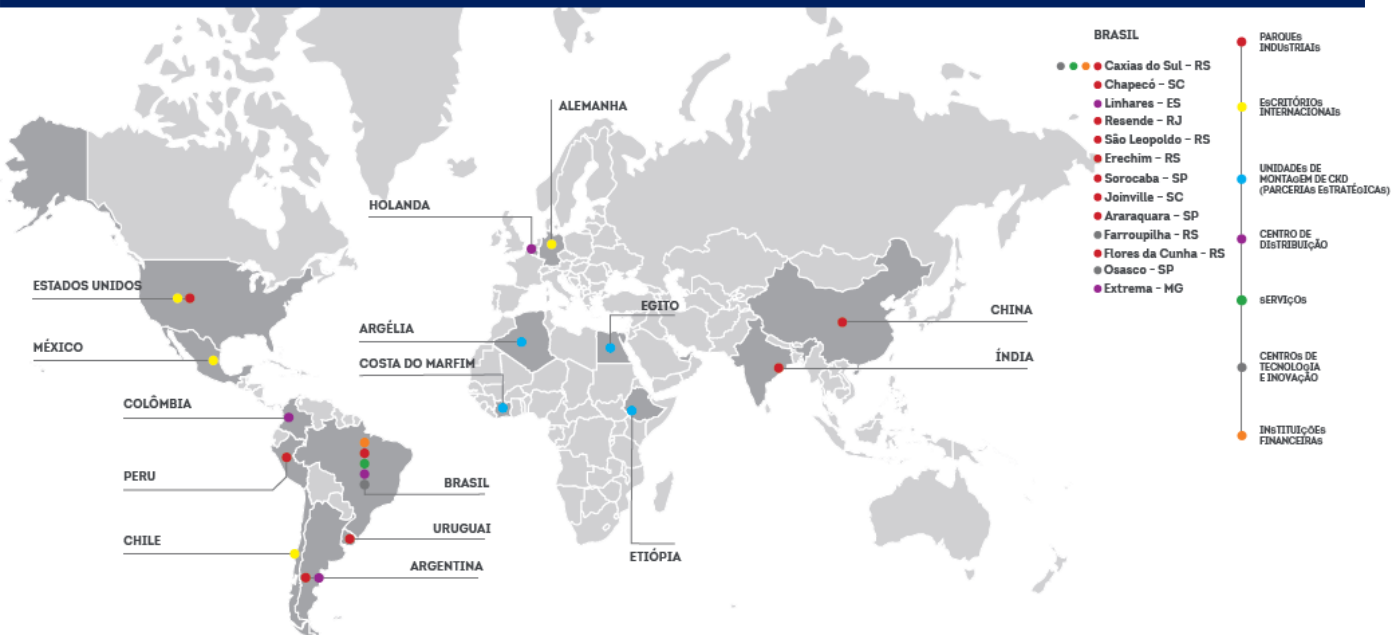 ALEMANHA
HOLANDA
ESTADOS UNIDOS
MÉXICO
ARGÉLIA
COSTA DO MARFIM
EGITO
CHINA
ÍNDIA
COLÔMBIA
PERU
BRASIL
CHILE
URUGUAI
ARGENTINA
ETIÓPIA
BRASIL
Caxias do Sul – RS
Chapecó – SC
Linhares – ES
Resende – RJ
São Leopoldo – RS
Erechim – RS
Sorocaba – SP
Joinville – SC
Araraquara – SP
Farroupilha – RS
Flores da Cunha – RS
Osasco – SP
Extrema – MG
PARQUES
INDUSTRIAIS
ESCRITÓRIOS
INTERNACIONAIS
UNIDADES DE
MONTAGEM DE CKD
(PARCERIAS ESTRATÉGICAS)
CENTRO DE
DISTRIBUIÇÃO
SERVIÇOS
CENTROS DE
TECNOLOGIA
E INOVAÇÃO
INSTITUIÇÕES
FINANCEIRAS